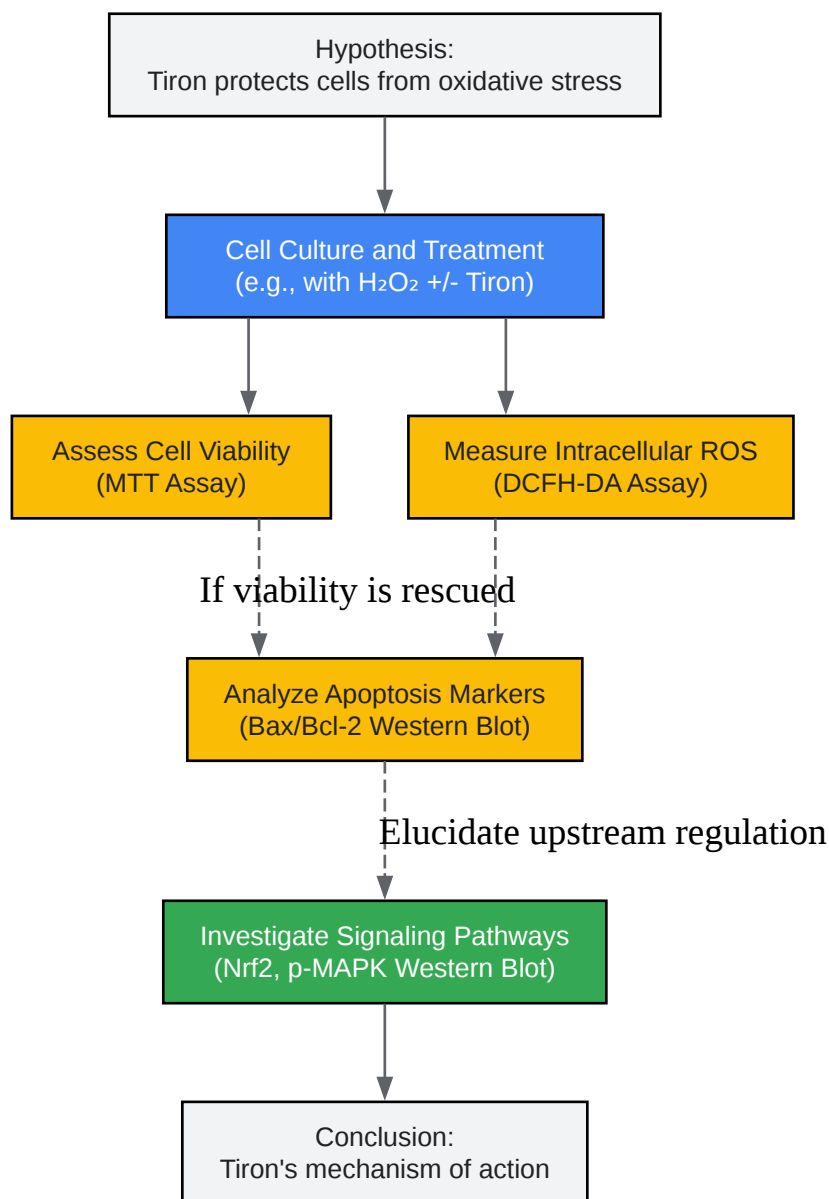 Hypothesis:
Tiron protects cells from oxidative stress
Cell Culture and Treatment
(e.g., with H₂O₂ +/- Tiron)
Assess Cell Viability
(MTT Assay)
Measure Intracellular ROS
(DCFH-DA Assay)
If viability is rescued
Analyze Apoptosis Markers
(Bax/Bcl-2 Western Blot)
Elucidate upstream regulation
Investigate Signaling Pathways
(Nrf2, p-MAPK Western Blot)
Conclusion:
Tiron's mechanism of action